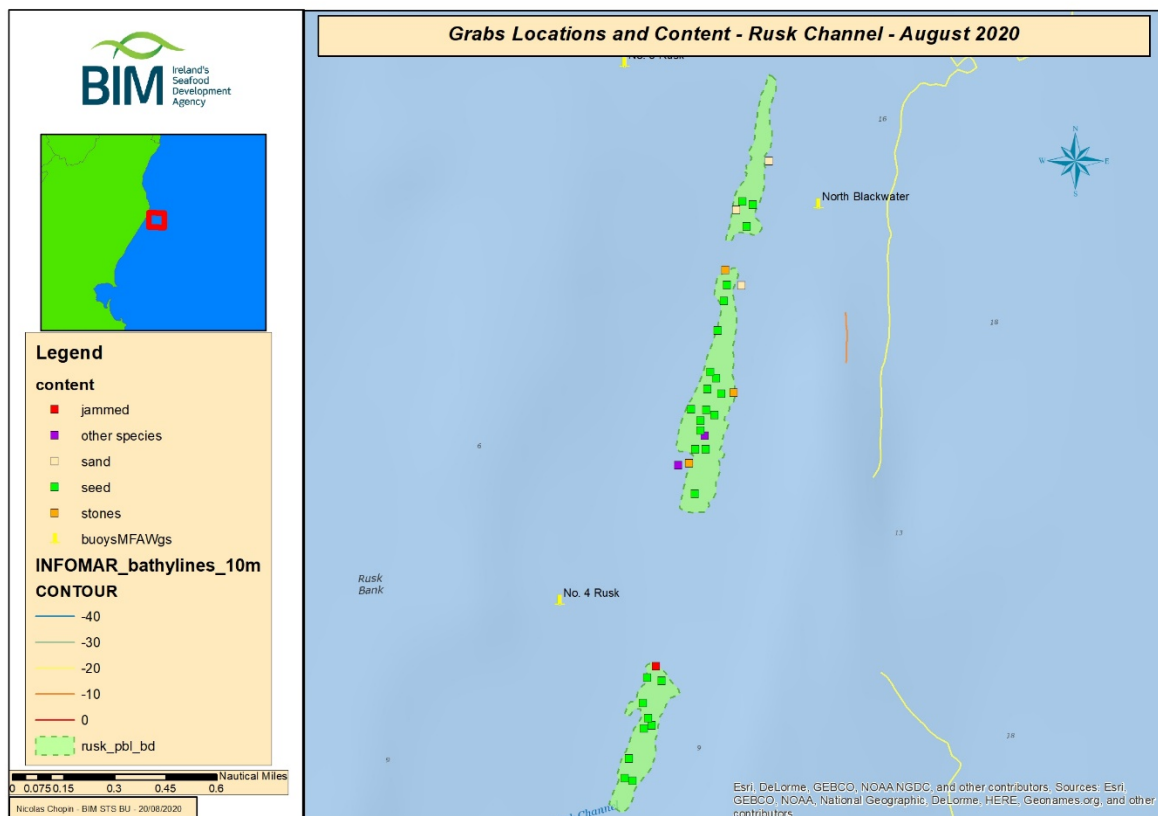 Grabs Locations and Content - Rusk Channel - August 2020
BIM
Ireland's
Seafood
Development
Agency
Legend
content
jammed
other species
sand
seed
stones
buoysMFAWgs
INFOMAR_bathylines_10m
CONTOUR
-40
-30
-20
-10
0
rusk_pbl_bd
Nautical Miles
0 0.075 0.15 0.3 0.45 0.6
Nicolas Chopin - BIM STS BU - 20/08/2020
N
W E
S
North Blackwater
18
6
13
Rusk
Bank
No. 4 Rusk
9
9
18
Channel
Esri, DeLorme, GEBCO, NOAA NGDC, and other contributors, Sources: Esri,
GEBCO, NOAA, National Geographic, DeLorme, HERE, Geonames.org, and other
contributors